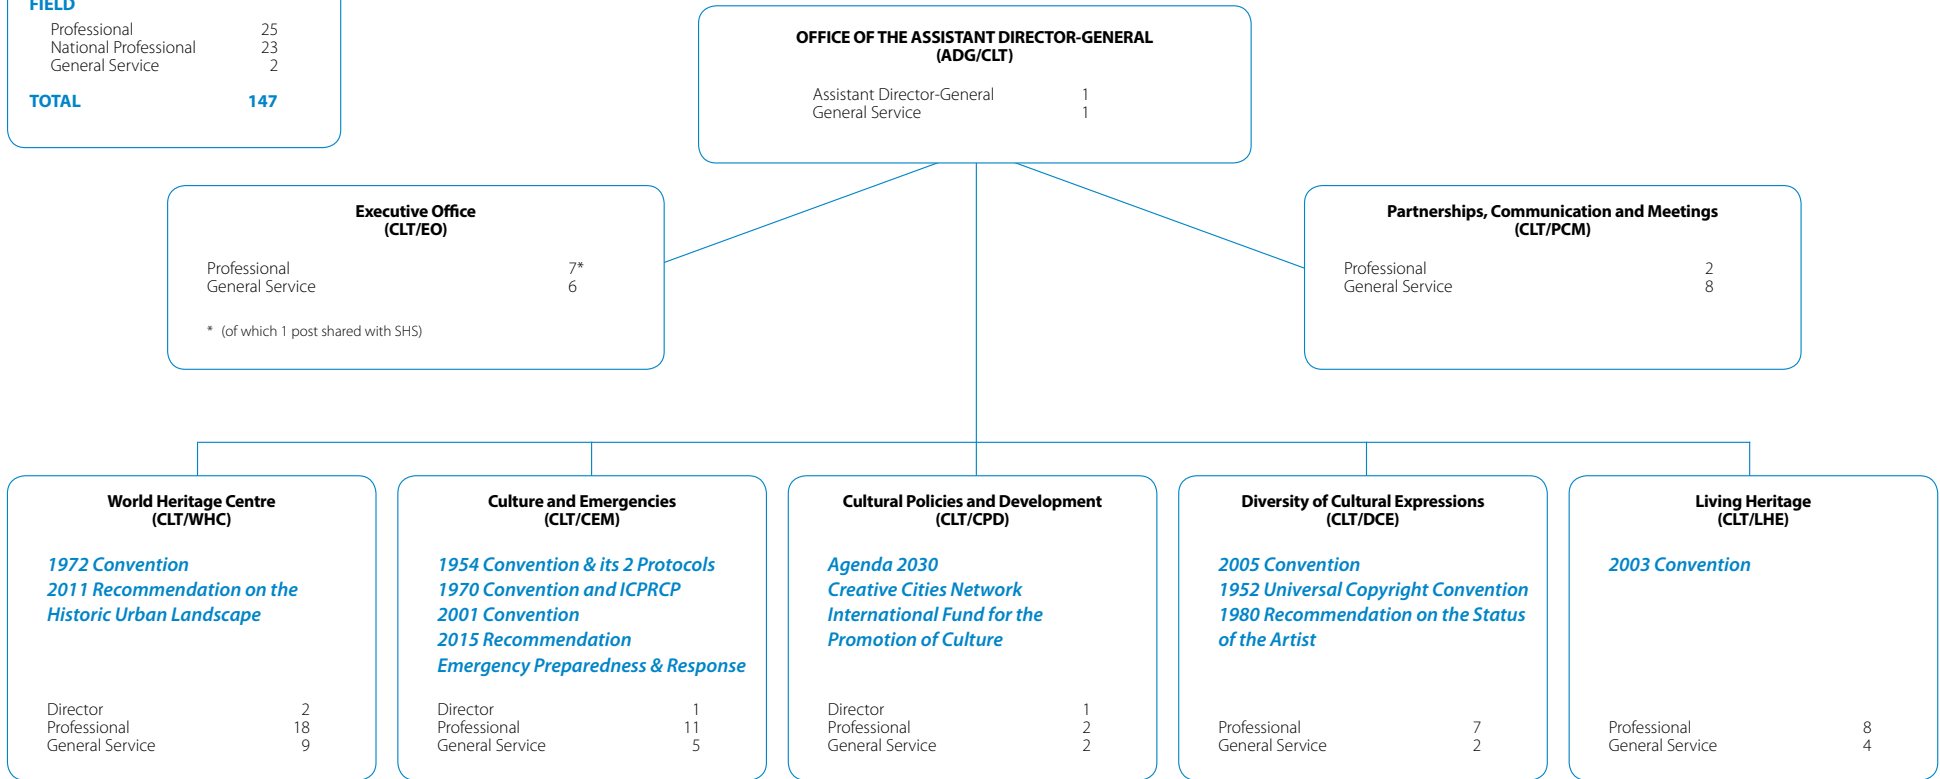 FIELD
Professional 25
National Professional 23
General Service 2
TOTAL 147
OFFICE OF THE ASSISTANT DIRECTOR-GENERAL
(ADG/CLT)
Assistant Director-General 1
General Service 1
Executive Office
(CLT/EO)
Professional 7*
General Service 6
* (of which 1 post shared with SHS)
Partnerships, Communication and Meetings
(CLT/PCM)
Professional 2
General Service 8
World Heritage Centre
(CLT/WHC)
1972 Convention
2011 Recommendation on the
Historic Urban Landscape
Director 2
Professional 18
General Service 9
Culture and Emergencies
(CLT/CEM)
1954 Convention & its 2 Protocols
1970 Convention and ICPRCP
2001 Convention
2015 Recommendation
Emergency Preparedness & Response
Director 1
Professional 11
General Service 5
Cultural Policies and Development
(CLT/CPD)
Agenda 2030
Creative Cities Network
International Fund for the
Promotion of Culture
Director 1
Professional 2
General Service 2
Diversity of Cultural Expressions
(CLT/DCE)
2005 Convention
1952 Universal Copyright Convention
1980 Recommendation on the Status
of the Artist
Professional 7
General Service 2
Living Heritage
(CLT/LHE)
2003 Convention
Professional 8
General Service 4